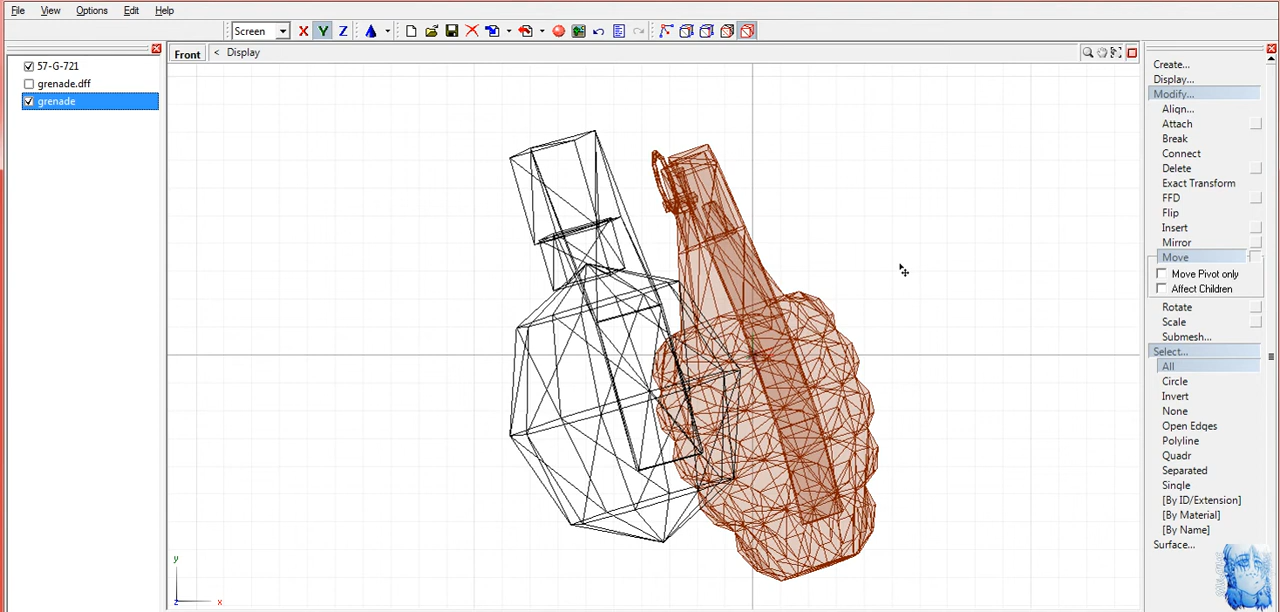 File View Options Edit Help
Screen X Y Z
Front < Display
57-G-721
grenade.dff
grenade
Create...
Display...
Modify...
Align...
Attach
Break
Connect
Delete
Exact Transform
FFD
Flip
Insert
Mirror
Move
Move Pivot only
Affect Children
Rotate
Scale
Submesh...
Select...
All
Circle
Invert
None
Open Edges
Polyline
Quadr
Separated
Single
[By ID/Extension]
[By Material]
[By Name]
Surface...
y
z x